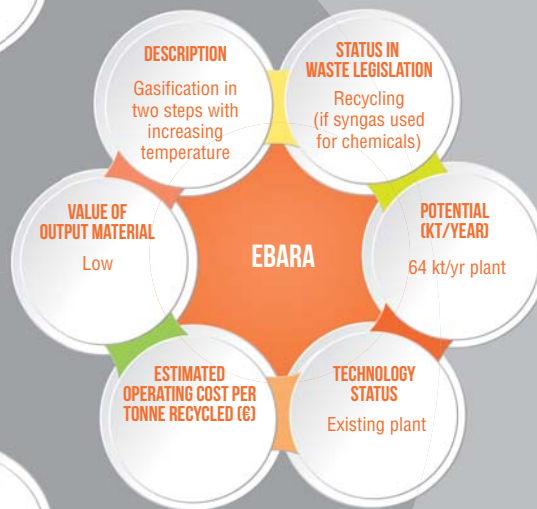 DESCRIPTION
Gasification in
two steps with
increasing
temperature
STATUS IN
WASTE LEGISLATION
Recycling
(if syngas used
for chemicals)
VALUE OF
OUTPUT MATERIAL
Low
EBARA
POTENTIAL
(KT/YEAR)
64 kt/yr plant
ESTIMATED
OPERATING COST PER
TONNE RECYCLED (€)
TECHNOLOGY
STATUS
Existing plant